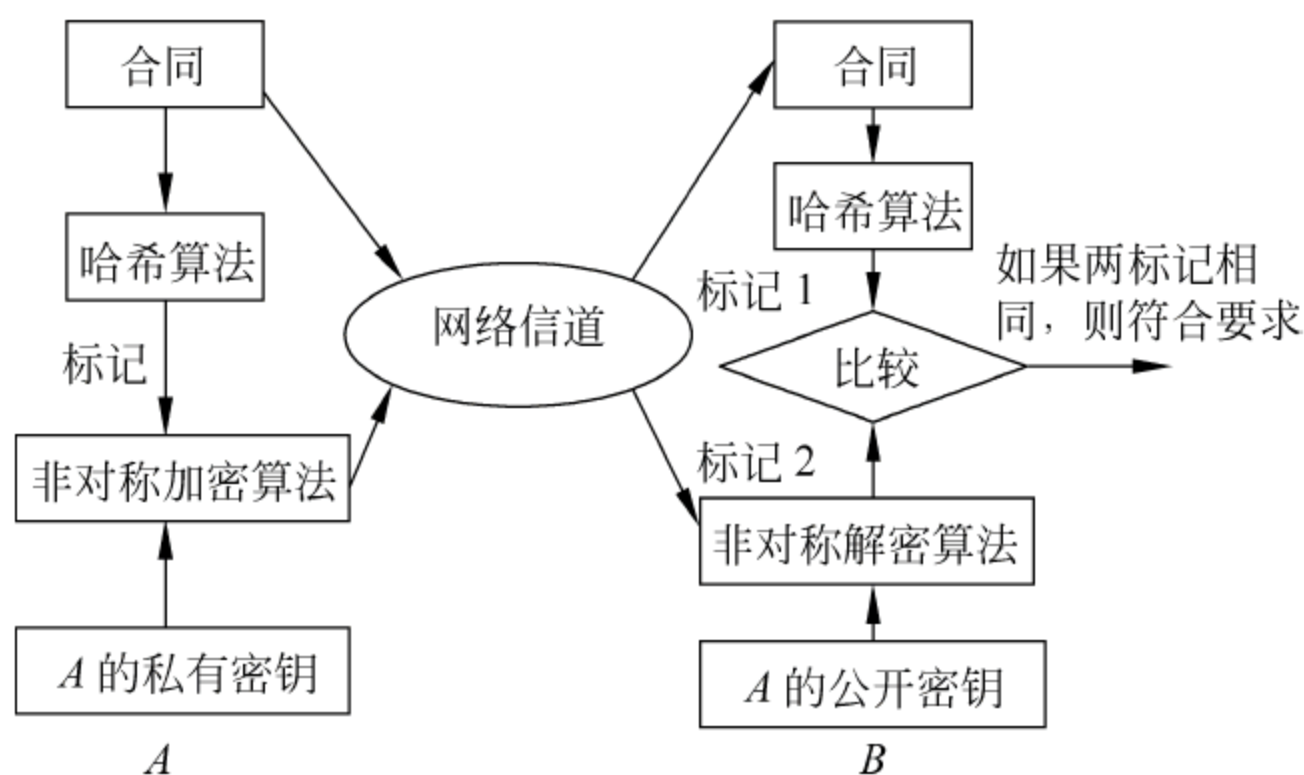 合同
哈希算法
标记
非对称加密算法
A 的私有密钥
A
网络信道
合同
哈希算法
标记 1
如果两标记相
同，则符合要求
比较
标记 2
非对称解密算法
A 的公开密钥
B